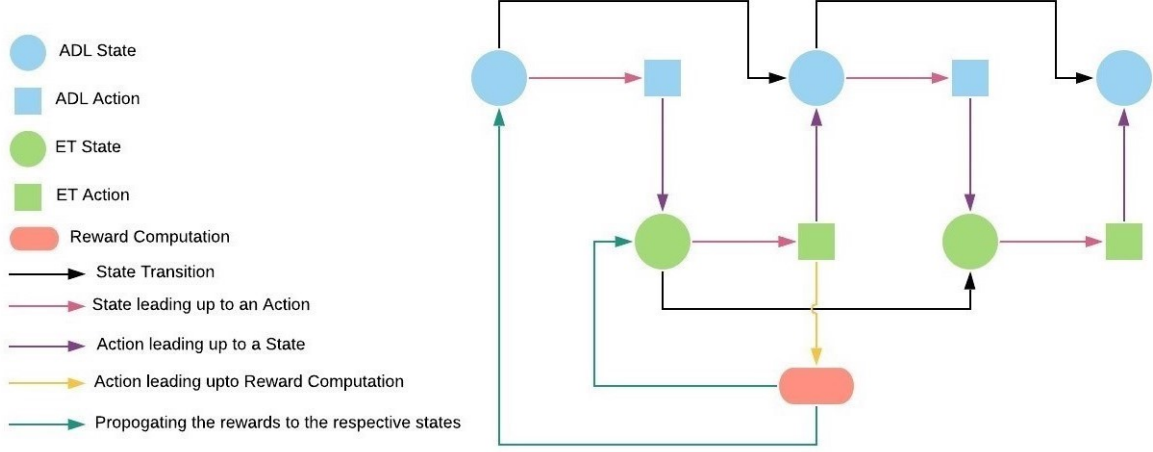 ADL State
ADL Action
ET State
ET Action
Reward Computation
State Transition
State leading up to an Action
Action leading up to a State
Action leading upto Reward Computation
Propogating the rewards to the respective states